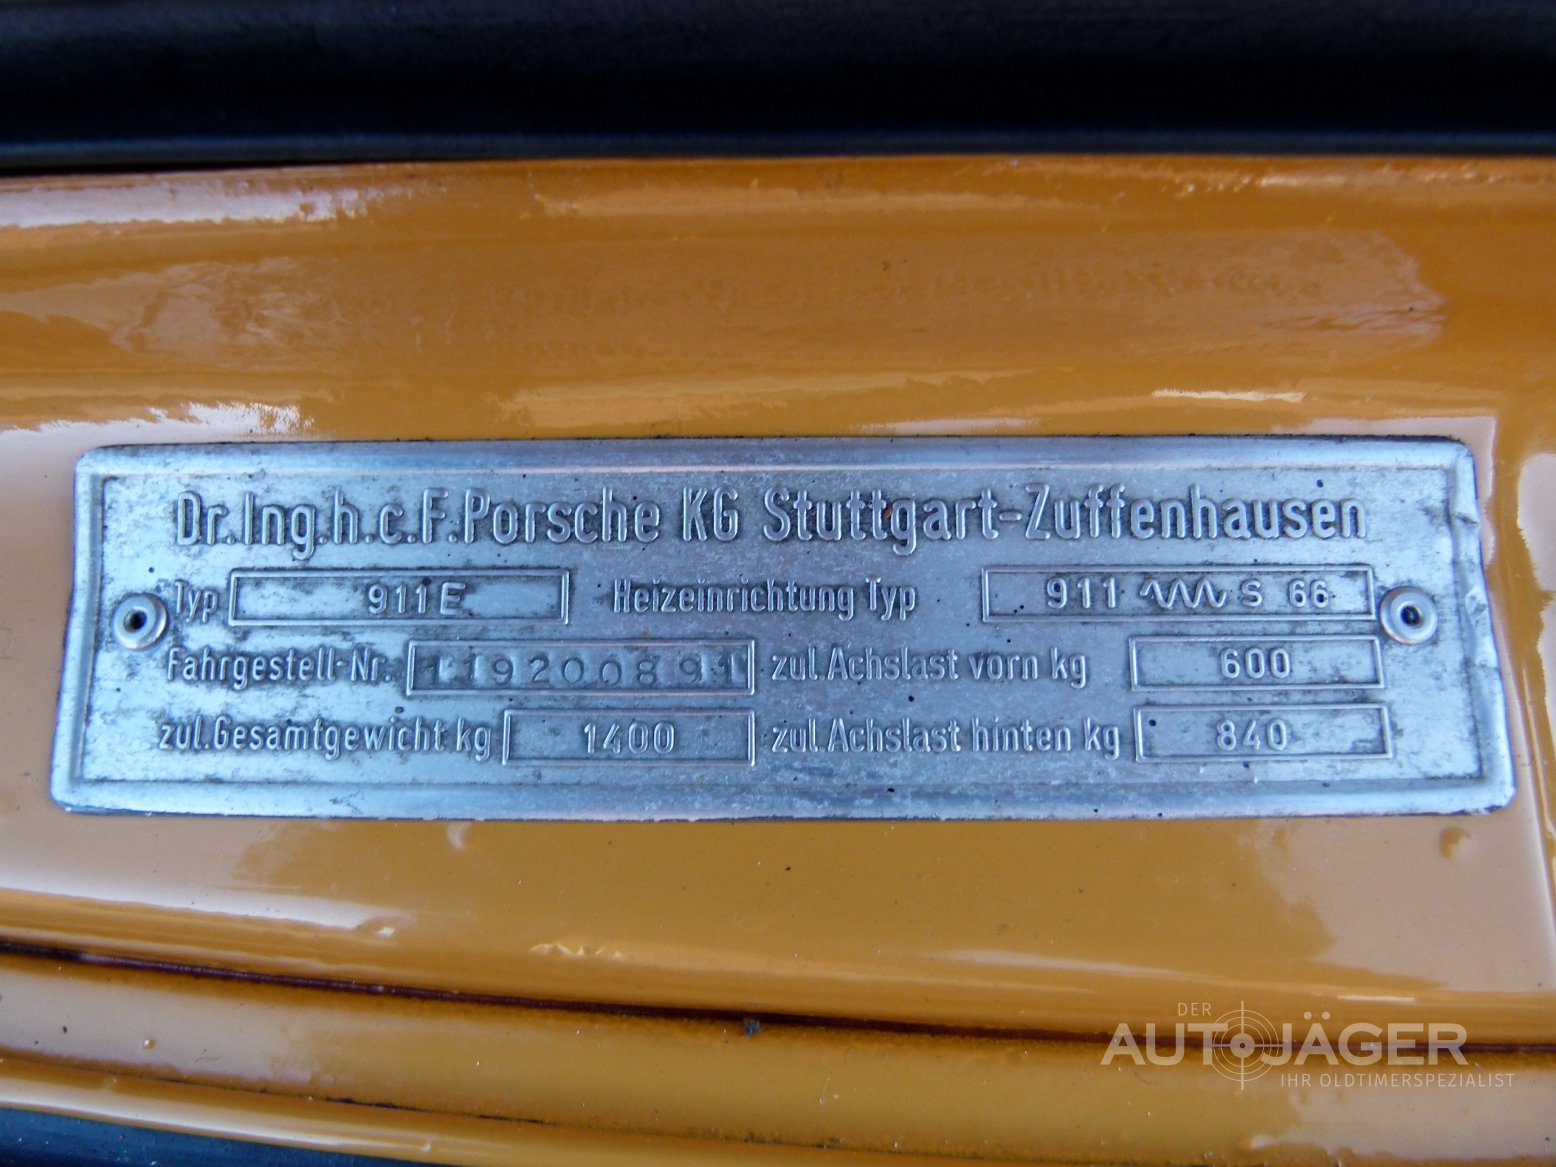 Dr.Ing.h.c.F.Porsche KG Stuttgart-Zuffenhausen
Typ 911E Heizeinrichtung Typ 911 S 66
Fahrgestell-Nr. 119200891 zul.Achslast vorn kg 600
zul.Gesamtgewicht kg 1400 zul.Achslast hinten kg 840
DER
AUTOJÄGER
IHR OLDTIMERSPEZIALIST